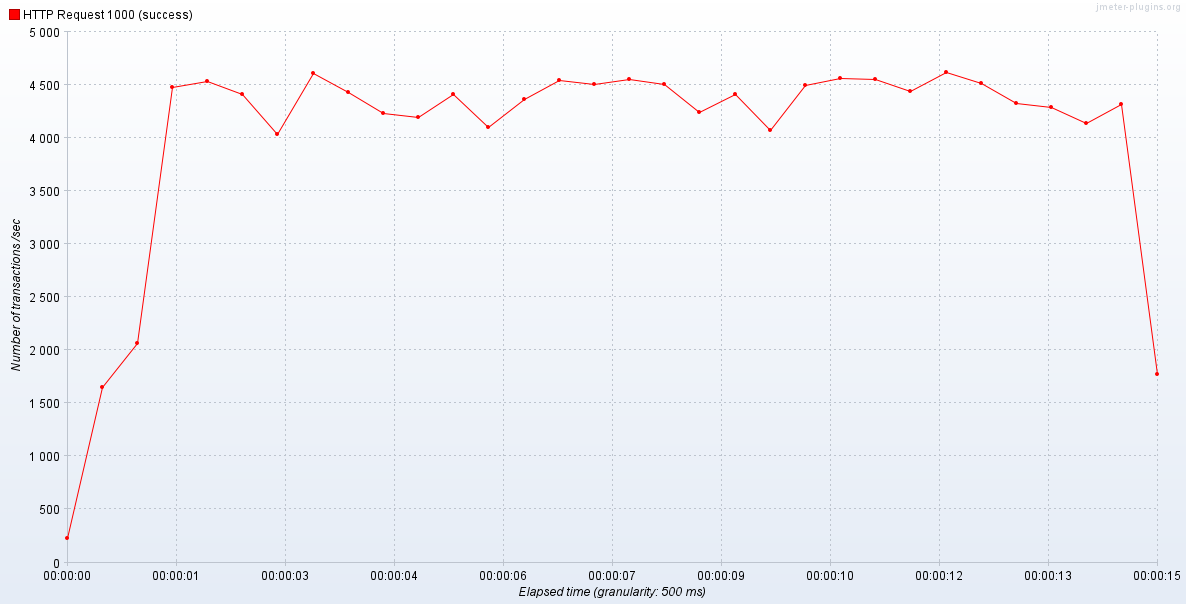 HTTP Request 1000 (success)
jmeter-plugins.org
5 000
4 500
4 000
3 500
3 000
2 500
2 000
1 500
1 000
500
0
Number of transactions /sec
00:00:00 00:00:01 00:00:03 00:00:04 00:00:06 00:00:07 00:00:09 00:00:10 00:00:12 00:00:13 00:00:15
Elapsed time (granularity: 500 ms)